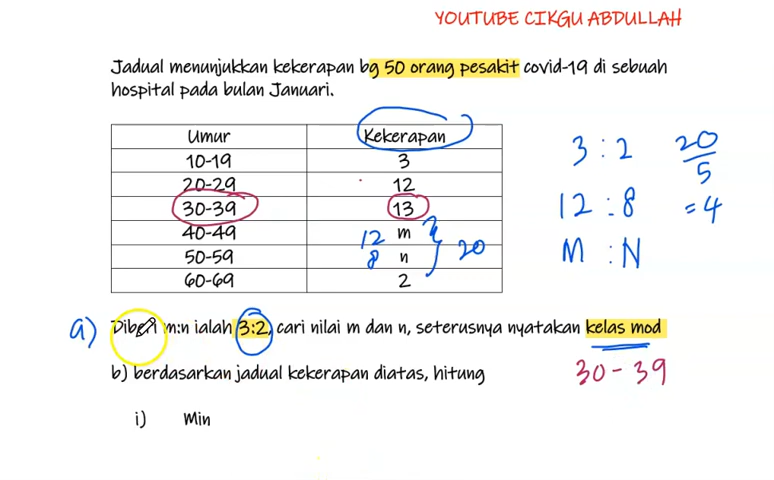 YOUTUBE CIKGU ABDULLAH
Jadual menunjukkan kekerapan bg 50 orang pesakit covid-19 di sebuah
hospital pada bulan Januari.
Umur Kekerapan
10-19 3
20-29 12
30-39 13
40-49 12 m
50-59 8 n
60-69 2
20
3 : 2
12 : 8
M : N
20/5
= 4
a) Diberi m:n ialah 3:2, cari nilai m dan n, seterusnya nyatakan kelas mod
30 - 39
b) berdasarkan jadual kekerapan diatas, hitung
i) Min